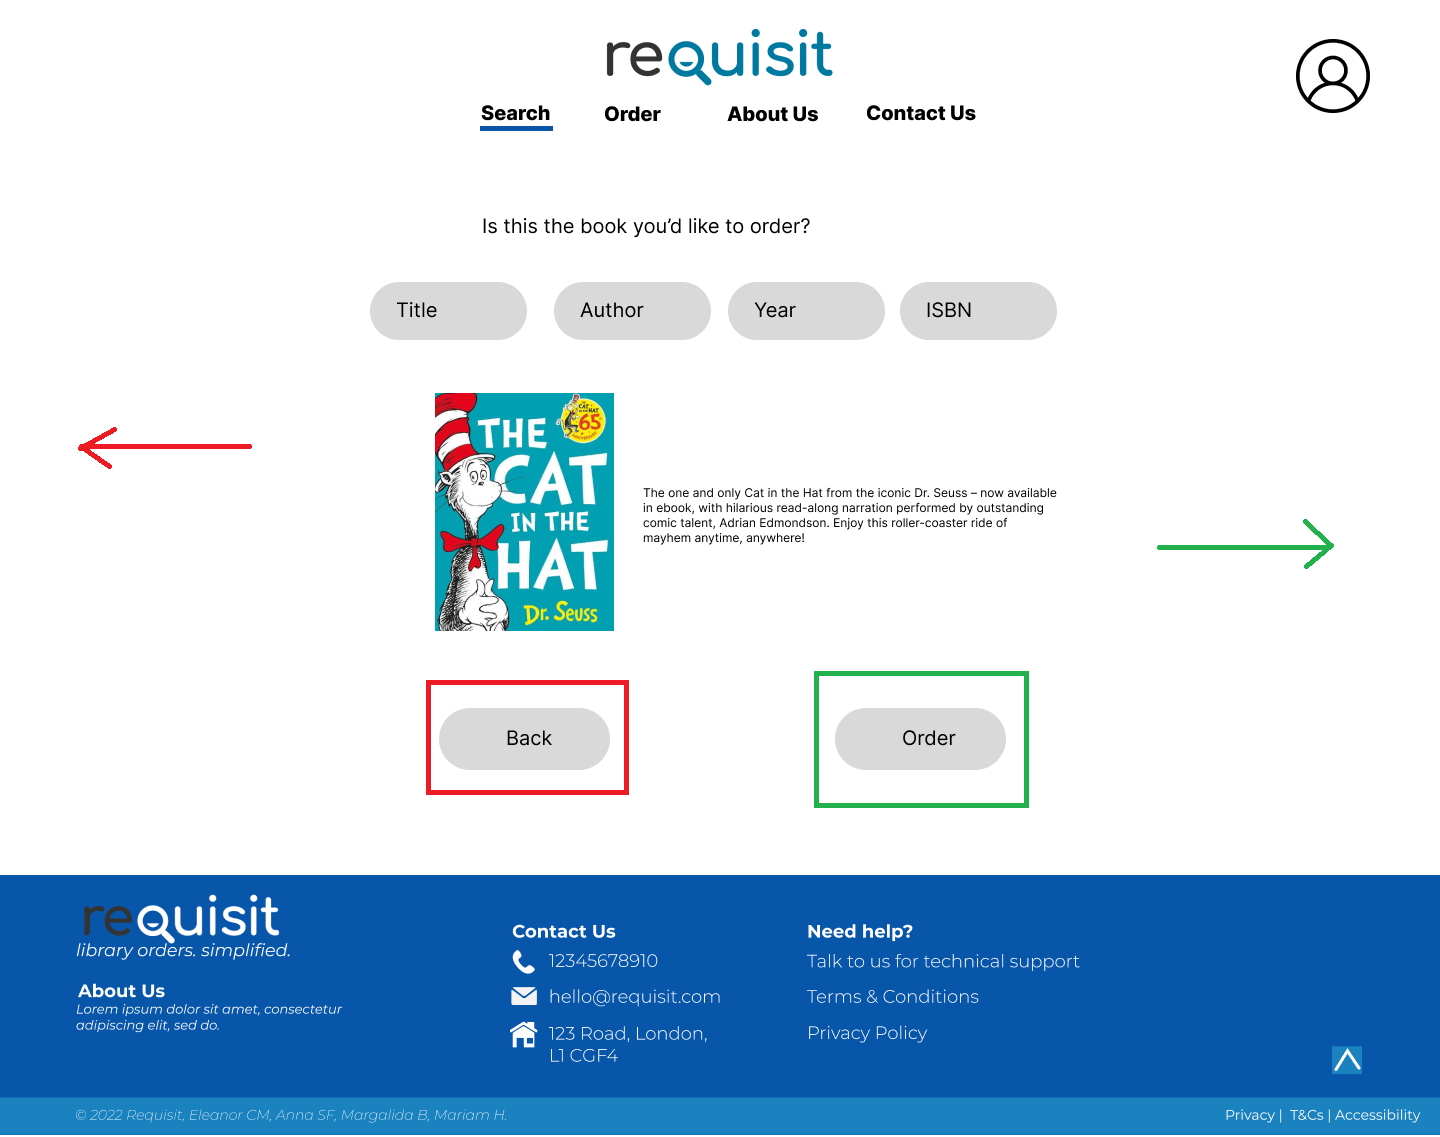 requisit
Search Order About Us Contact Us
Is this the book you’d like to order?
Title Author Year ISBN
THE
CAT
IN THE
HAT
Dr. Seuss
65
The one and only Cat in the Hat from the iconic Dr. Seuss – now available
in ebook, with hilarious read-along narration performed by outstanding
comic talent, Adrian Edmondson. Enjoy this roller-coaster ride of
mayhem anytime, anywhere!
Back Order
requisit
library orders. simplified.
About Us
Lorem ipsum dolor sit amet, consectetur
adipiscing elit, sed do.
Contact Us
12345678910
hello@requisit.com
123 Road, London,
L1 CGF4
Need help?
Talk to us for technical support
Terms & Conditions
Privacy Policy
© 2022 Requisit, Eleanor CM, Anna SF, Margalida B, Mariam H.
Privacy | T&Cs | Accessibility